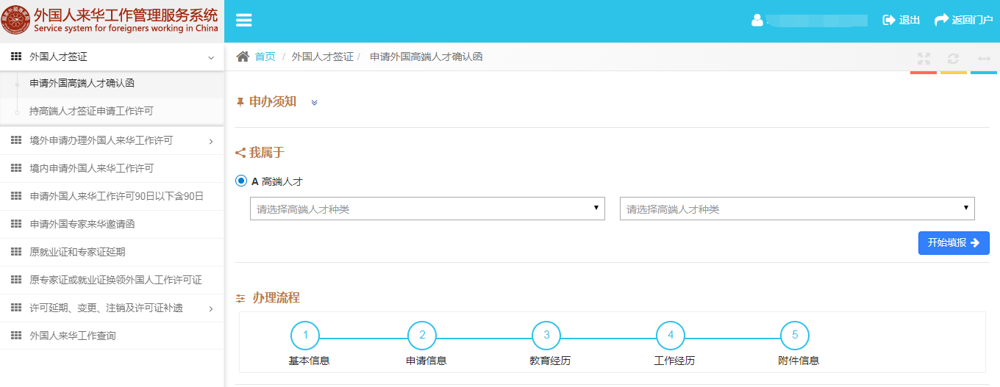 外国人来华工作管理服务系统
Service system for foreigners working in China
退出
返回门户
外国人才签证
申请外国高端人才确认函
持高端人才签证申请工作许可
境外申请办理外国人来华工作许可
境内申请外国人来华工作许可
申请外国人来华工作许可90日以下含90日
申请外国专家来华邀请函
原就业证和专家证延期
原专家证或就业证换领外国人工作许可证
许可延期、变更、注销及许可证补遗
外国人来华工作查询
首页 / 外国人才签证 / 申请外国高端人才确认函
申办须知
我属于
A 高端人才
请选择高端人才种类
请选择高端人才种类
开始填报
办理流程
1 2 3 4 5
基本信息 申请信息 教育经历 工作经历 附件信息